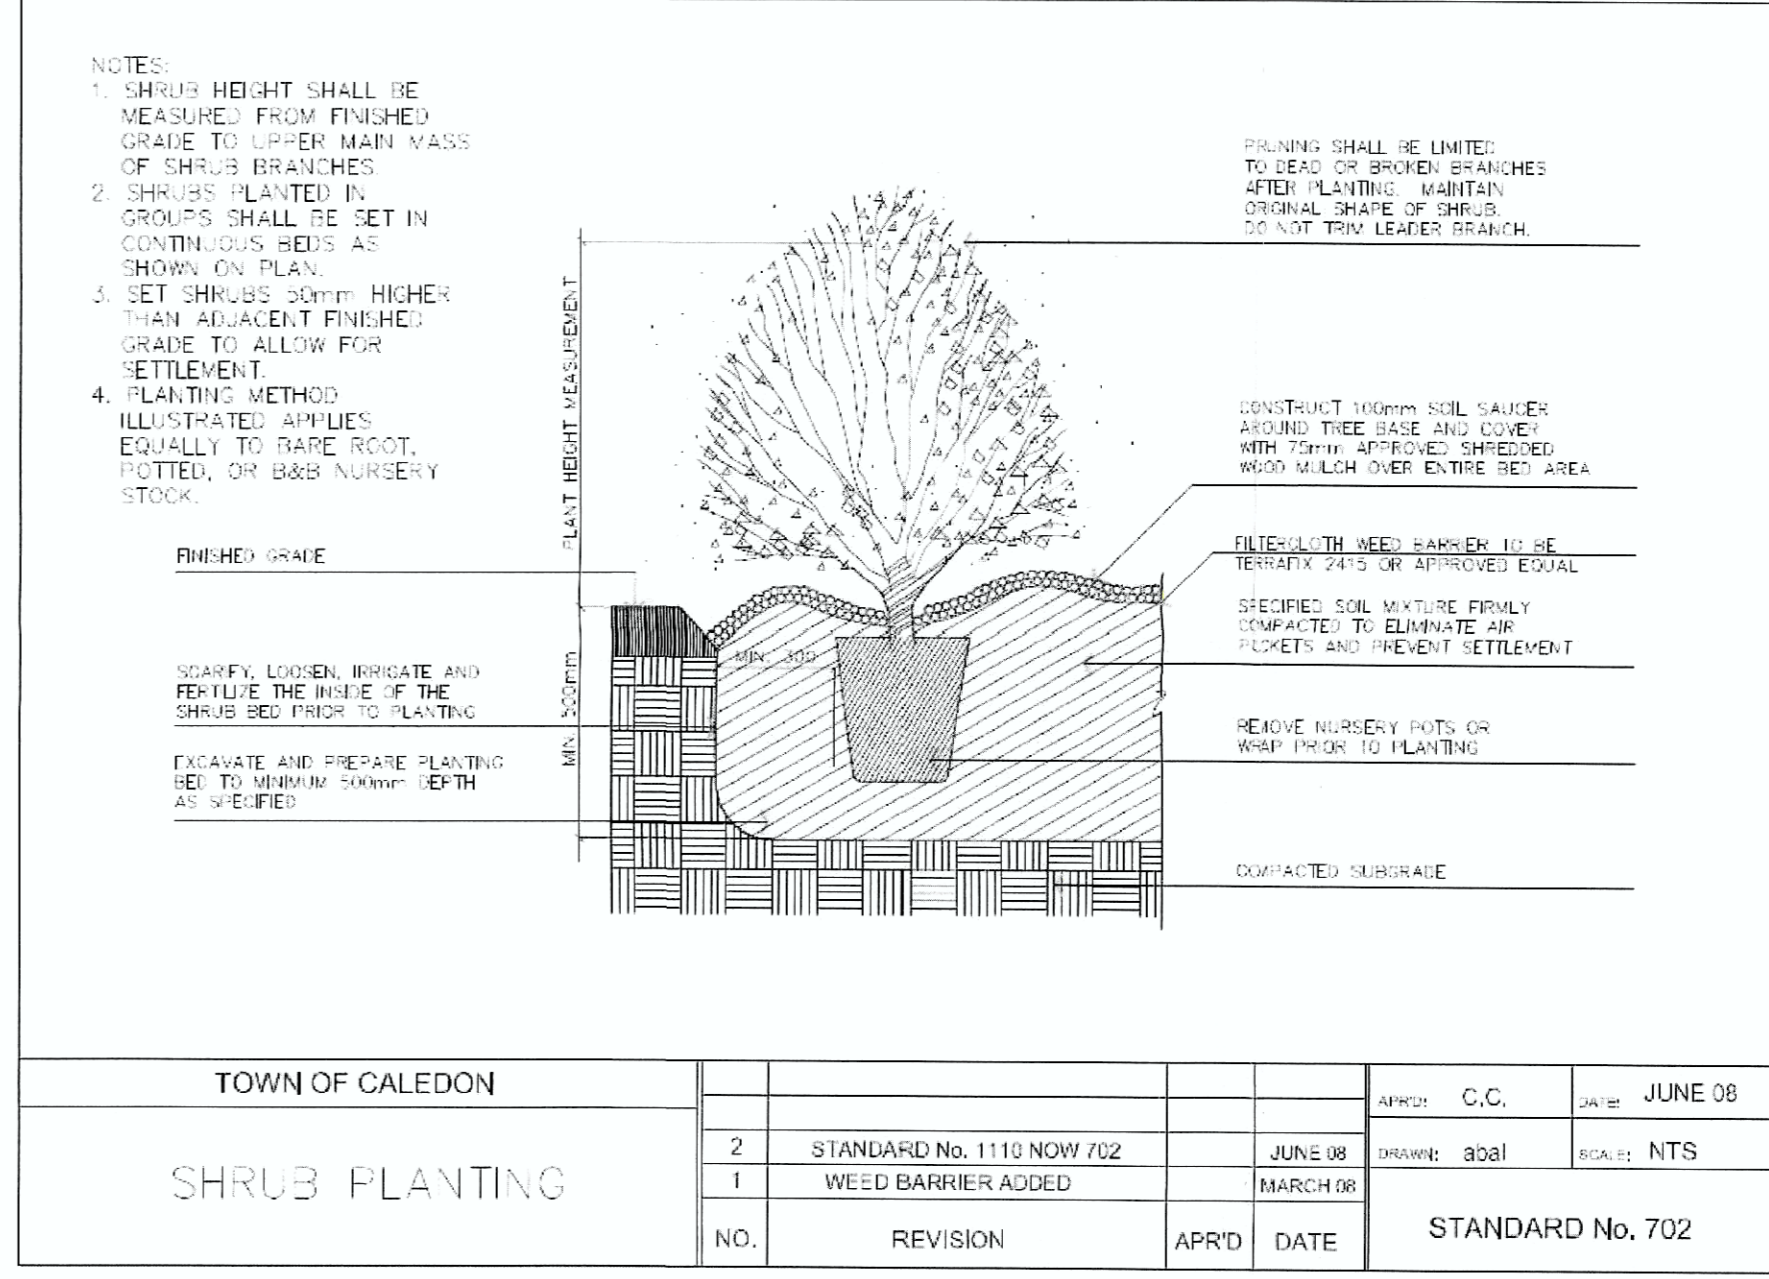 NOTES:
1. SHRUB HEIGHT SHALL BE
MEASURED FROM FINISHED
GRADE TO UPPER MAIN MASS
OF SHRUB BRANCHES.
2. SHRUBS PLANTED IN
GROUPS SHALL BE SET IN
CONTINUOUS BEDS AS
SHOWN ON PLAN.
3. SET SHRUBS 50mm HIGHER
THAN ADJACENT FINISHED
GRADE TO ALLOW FOR
SETTLEMENT.
4. PLANTING METHOD
ILLUSTRATED APPLIES
EQUALLY TO BARE ROOT,
POTTED, OR B&B NURSERY
STOCK.
FINISHED GRADE
SCARIFY, LOOSEN, IRRIGATE AND
FERTILIZE THE INSIDE OF THE
SHRUB BED PRIOR TO PLANTING
EXCAVATE AND PREPARE PLANTING
BED TO MINIMUM 500mm DEPTH
AS SPECIFIED
PLANT HEIGHT MEASUREMENT
MIN. 500mm
MIN. 300
PRUNING SHALL BE LIMITED
TO DEAD OR BROKEN BRANCHES
AFTER PLANTING. MAINTAIN
ORIGINAL SHAPE OF SHRUB.
DO NOT TRIM LEADER BRANCH.
CONSTRUCT 100mm SOIL SAUCER
AROUND TREE BASE AND COVER
WITH 75mm APPROVED SHREDDED
WOOD MULCH OVER ENTIRE BED AREA
FILTERCLOTH WEED BARRIER TO BE
TERRAFIX 2415 OR APPROVED EQUAL
SPECIFIED SOIL MIXTURE FIRMLY
COMPACTED TO ELIMINATE AIR
POCKETS AND PREVENT SETTLEMENT
REMOVE NURSERY POTS OR
WRAP PRIOR TO PLANTING
COMPACTED SUBGRADE
TOWN OF CALEDON
SHRUB PLANTING
2 STANDARD No. 1110 NOW 702 JUNE 08
1 WEED BARRIER ADDED MARCH 08
NO. REVISION APR'D DATE
APR'D: C.C. DATE: JUNE 08
DRAWN: abal SCALE: NTS
STANDARD No. 702